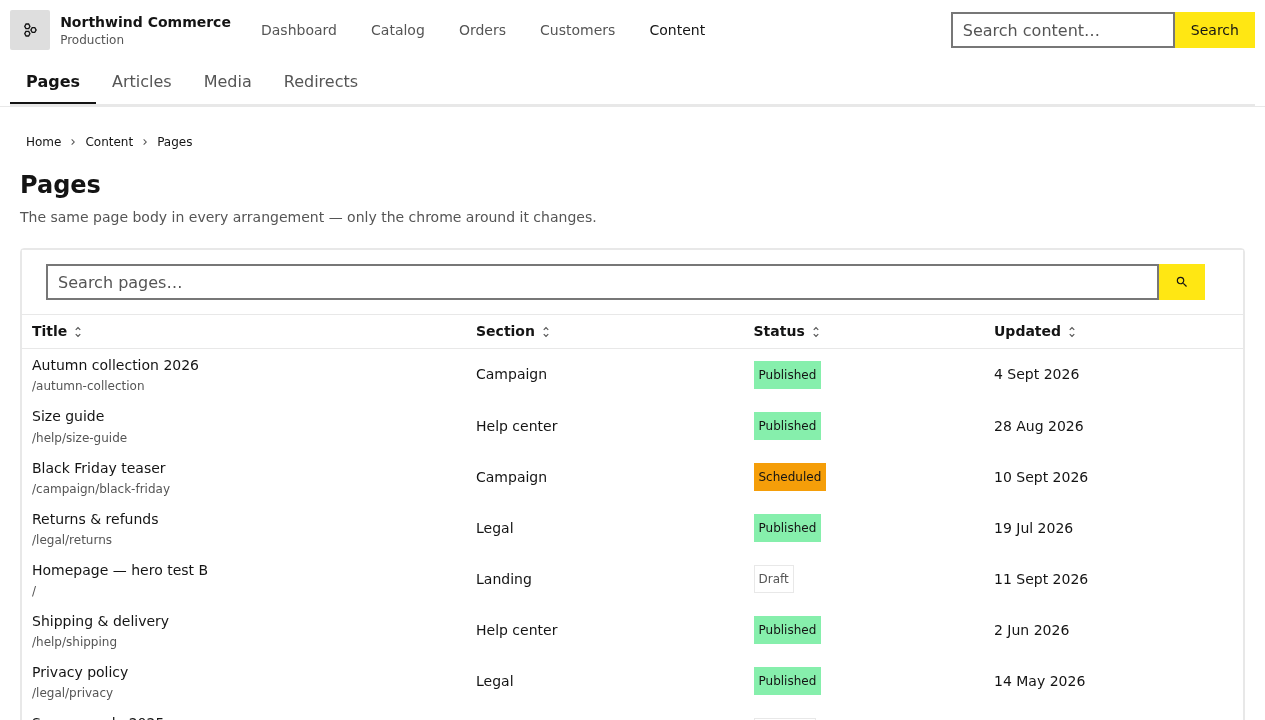 Northwind Commerce
Production
Dashboard Catalog Orders Customers Content
Search content…
Search
Pages Articles Media Redirects
Home › Content › Pages
Pages
The same page body in every arrangement — only the chrome around it changes.
Search pages…
Title Section Status Updated
Autumn collection 2026
/autumn-collection
Campaign Published 4 Sept 2026
Size guide
/help/size-guide
Help center Published 28 Aug 2026
Black Friday teaser
/campaign/black-friday
Campaign Scheduled 10 Sept 2026
Returns & refunds
/legal/returns
Legal Published 19 Jul 2026
Homepage — hero test B
/
Landing Draft 11 Sept 2026
Shipping & delivery
/help/shipping
Help center Published 2 Jun 2026
Privacy policy
/legal/privacy
Legal Published 14 May 2026